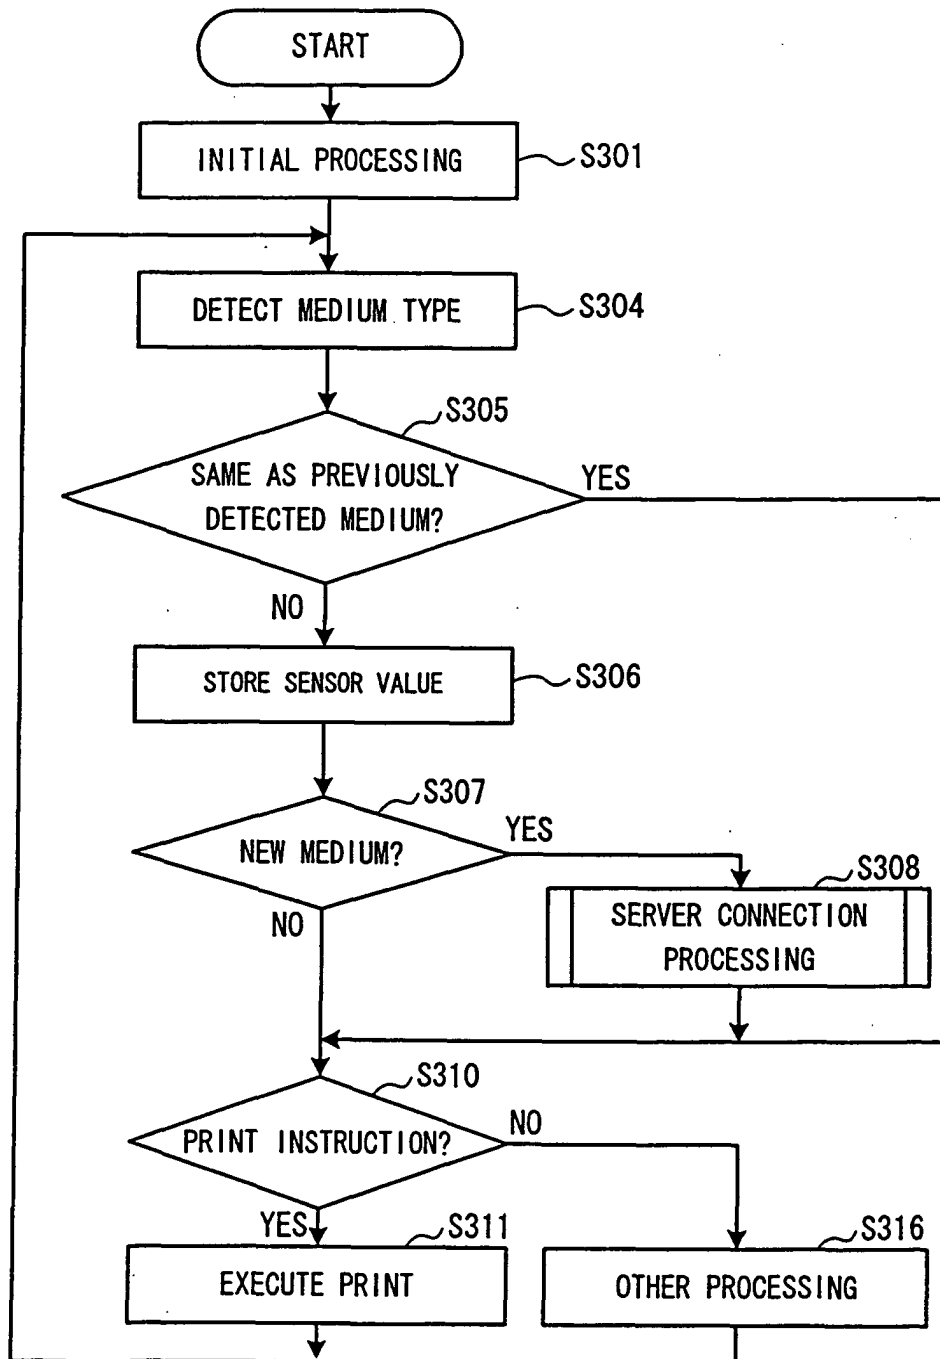 START
INITIAL PROCESSING
S301
DETECT MEDIUM TYPE
S304
S305
SAME AS PREVIOUSLY
DETECTED MEDIUM?
YES
NO
STORE SENSOR VALUE
S306
S307
NEW MEDIUM?
YES
NO
S308
SERVER CONNECTION
PROCESSING
S310
PRINT INSTRUCTION?
NO
YES
S311
EXECUTE PRINT
S316
OTHER PROCESSING